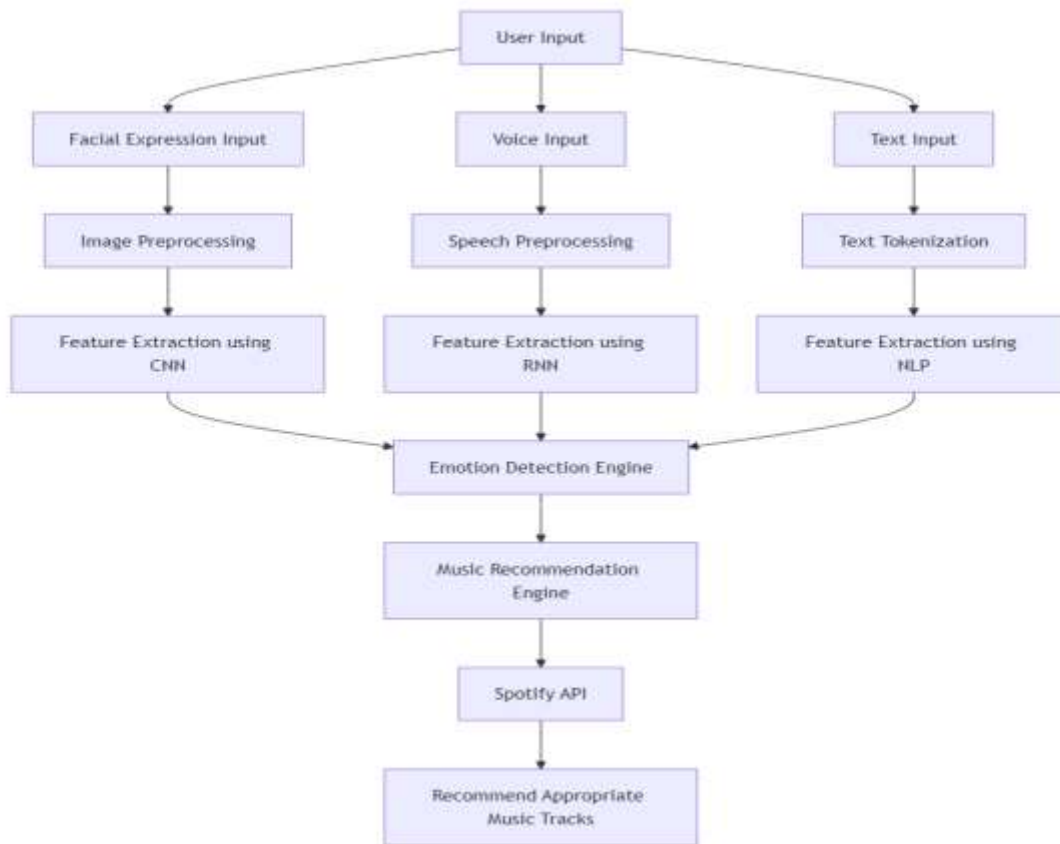 User Input
Facial Expression Input
Voice Input
Text Input
Image Preprocessing
Speech Preprocessing
Text Tokenization
Feature Extraction using
CNN
Feature Extraction using
RNN
Feature Extraction using
NLP
Emotion Detection Engine
Music Recommendation
Engine
Spotify API
Recommend Appropriate
Music Tracks